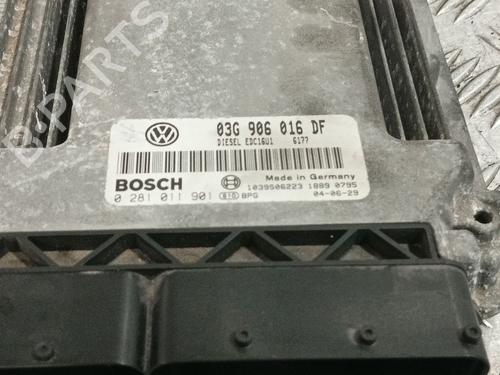 03G 906 016 DF
DIESEL EDC16U1 6177
Made in Germany
BOSCH
1039506223 1889 0795
0 281 011 901 BPG 04-06-29
B-PARTS